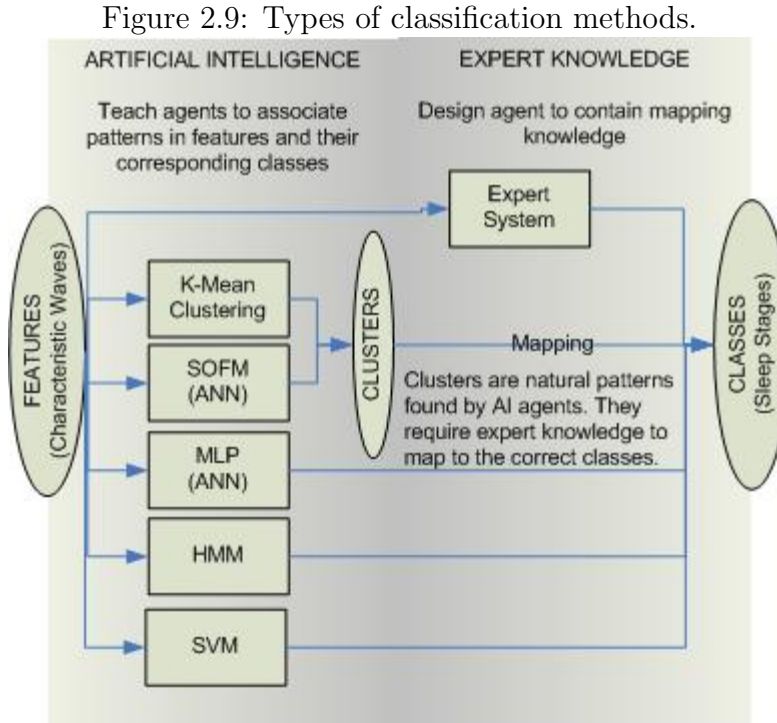 Figure 2.9: Types of classification methods.
ARTIFICIAL INTELLIGENCE
Teach agents to associate
patterns in features and their
corresponding classes
EXPERT KNOWLEDGE
Design agent to contain mapping
knowledge
FEATURES
(Characteristic Waves)
Expert
System
K-Mean
Clustering
SOFM
(ANN)
MLP
(ANN)
HMM
SVM
CLUSTERS
Mapping
Clusters are natural patterns
found by AI agents. They
require expert knowledge to
map to the correct classes.
CLASSES
(Sleep Stages)